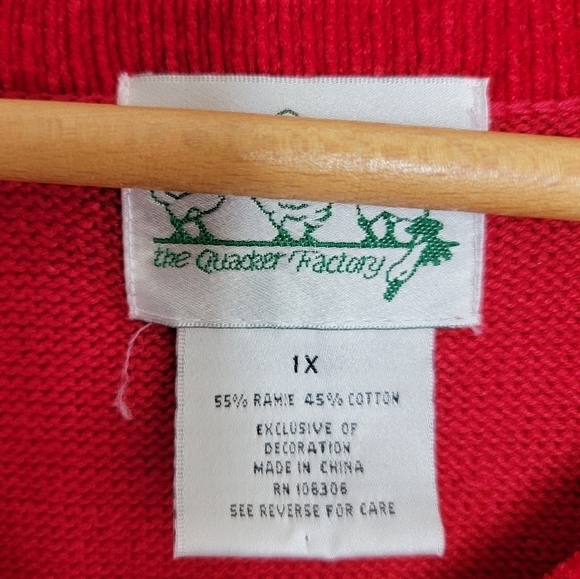 the Quacker Factory
1X
55% RAMIE 45% COTTON
EXCLUSIVE OF
DECORATION
MADE IN CHINA
RN 106306
SEE REVERSE FOR CARE